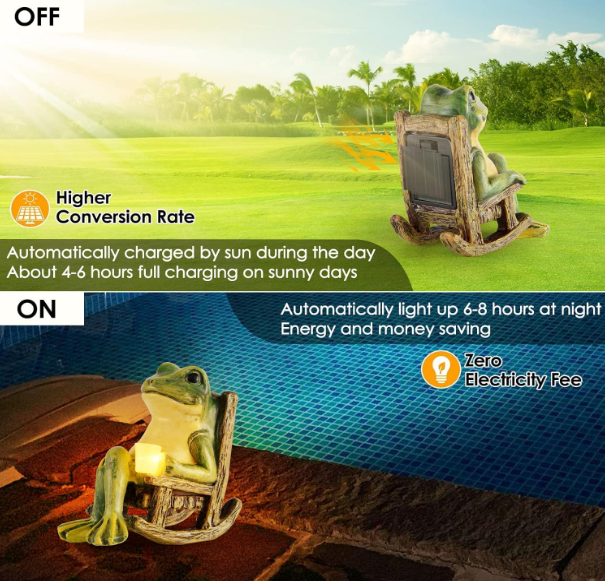 OFF
Higher
Conversion Rate
Automatically charged by sun during the day
About 4-6 hours full charging on sunny days
ON
Automatically light up 6-8 hours at night
Energy and money saving
Zero
Electricity Fee